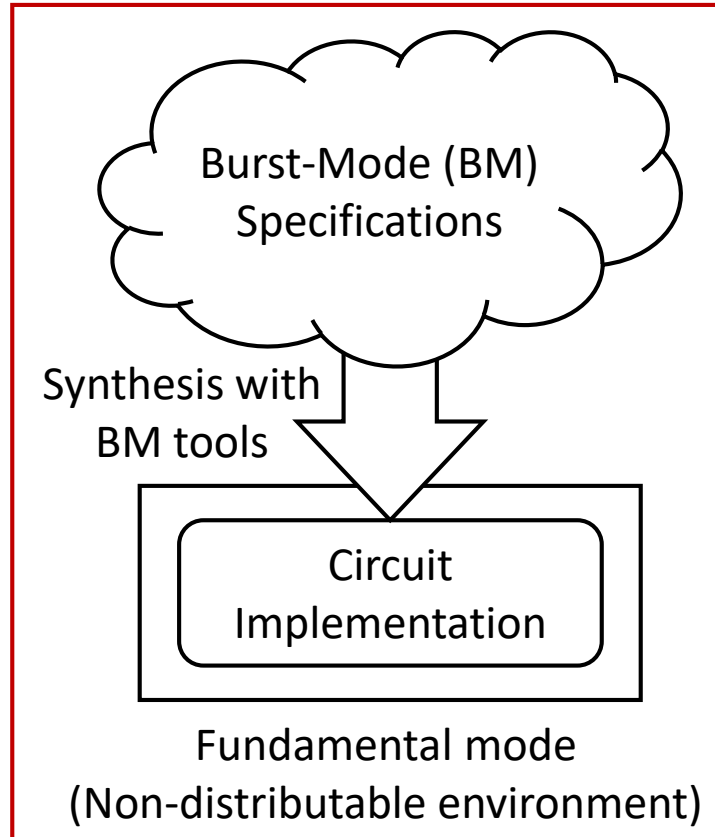 Burst-Mode (BM)
Specifications
Synthesis with
BM tools
Circuit
Implementation
Fundamental mode
(Non-distributable environment)